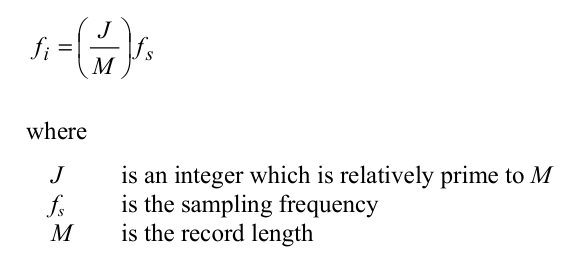 f_i = (J/M) f_s
where
J is an integer which is relatively prime to M
f_s is the sampling frequency
M is the record length